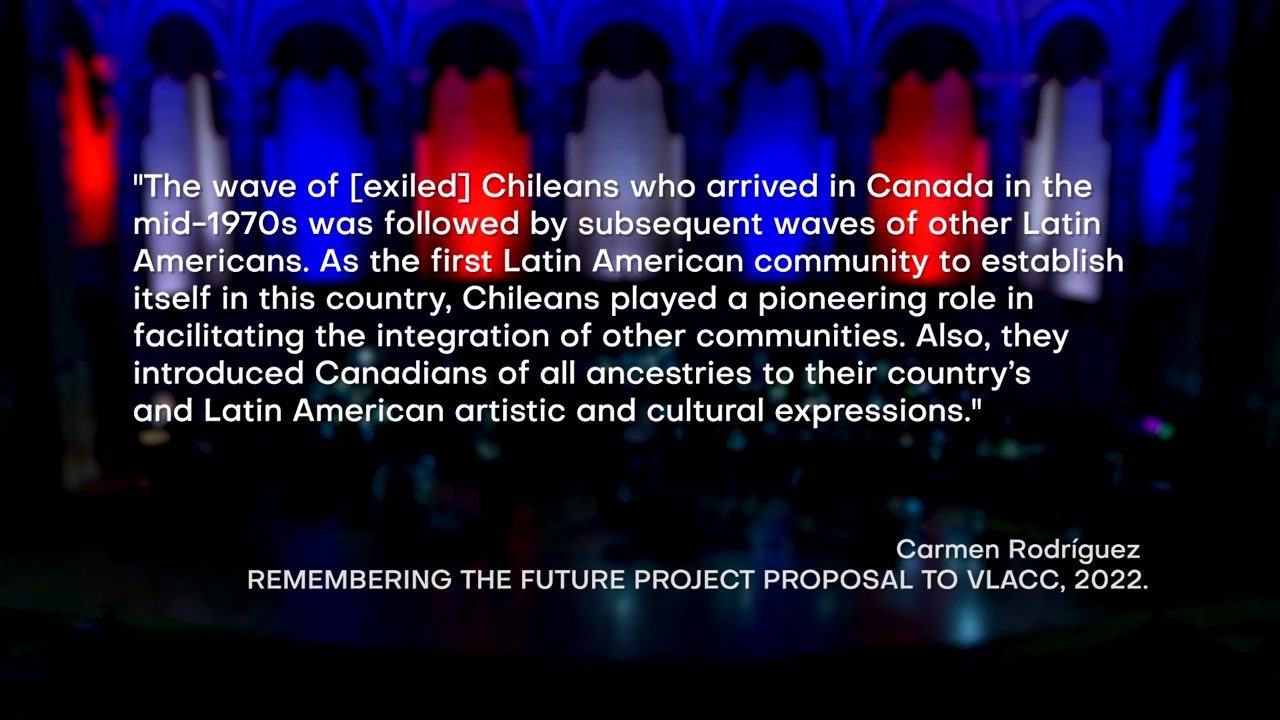 "The wave of [exiled] Chileans who arrived in Canada in the
mid-1970s was followed by subsequent waves of other Latin
Americans. As the first Latin American community to establish
itself in this country, Chileans played a pioneering role in
facilitating the integration of other communities. Also, they
introduced Canadians of all ancestries to their country’s
and Latin American artistic and cultural expressions."
Carmen Rodríguez
REMEMBERING THE FUTURE PROJECT PROPOSAL TO VLACC, 2022.